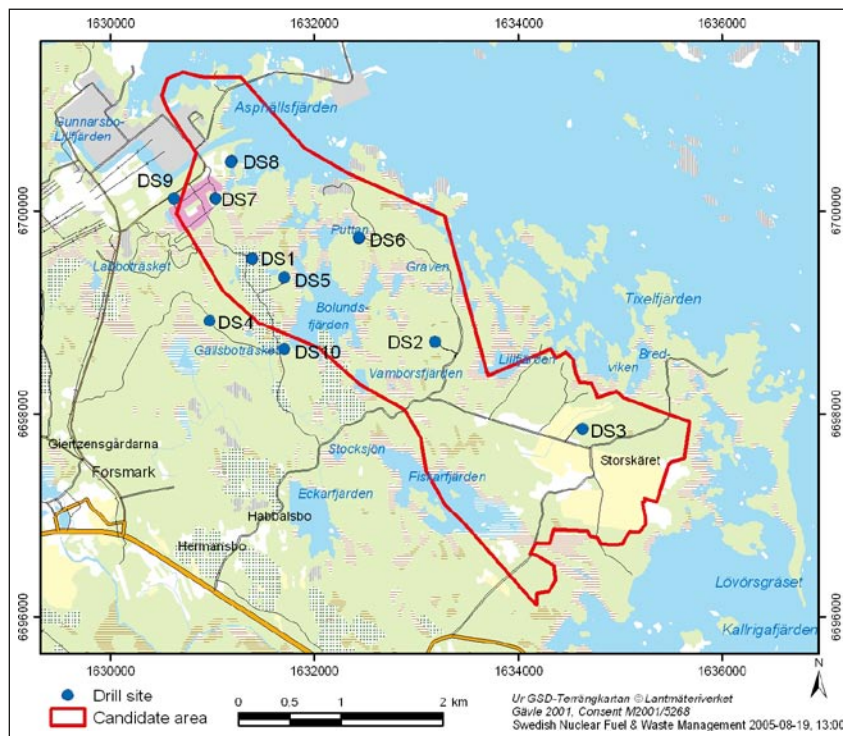 1630000 1632000 1634000 1636000
Asphällsfjärden
Gunnarsbo-
Lillfjärden
DS8
DS9
DS7
6700000 6700000
Puttan
DS6
Labboträsket
DS1
Graven
DS5
Tixelfjärden
Bolunds-
fjärden
DS4
DS2
Gällsboträsket
DS10
Lillfjärden
Bred-
viken
Vambörsfjärden
6698000 6698000
DS3
Gieitzensgårdarna
Stocksjön
Storskäret
Forsmark
Fiskarfjärden
Eckarfjärden
Habbalsbo
Hermansbo
Lövörsgräset
6696000 6696000
Kallrigafjärden
1630000 1632000 1634000 1636000
N
Drill site
Candidate area
0 0.5 1 2 km
Ur GSD-Terrängkartan © Lantmäteriverket
Gävle 2001, Consent M2001/5268
Swedish Nuclear Fuel & Waste Management 2005-08-19, 13:00